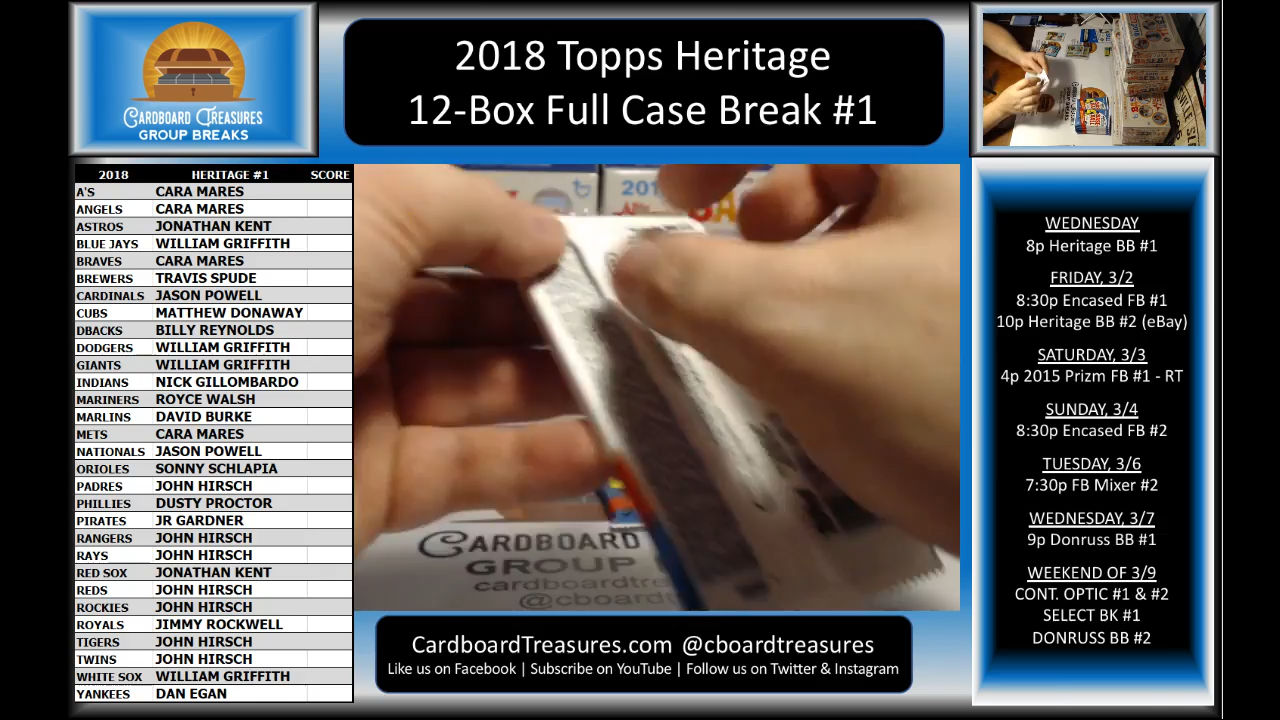 CARDBOARD TREASURES
GROUP BREAKS
2018 Topps Heritage
12-Box Full Case Break #1
2018 HERITAGE #1 SCORE
A'S CARA MARES
ANGELS CARA MARES
ASTROS JONATHAN KENT
BLUE JAYS WILLIAM GRIFFITH
BRAVES CARA MARES
BREWERS TRAVIS SPUDE
CARDINALS JASON POWELL
CUBS MATTHEW DONAWAY
DBACKS BILLY REYNOLDS
DODGERS WILLIAM GRIFFITH
GIANTS WILLIAM GRIFFITH
INDIANS NICK GILLOMBARDO
MARINERS ROYCE WALSH
MARLINS DAVID BURKE
METS CARA MARES
NATIONALS JASON POWELL
ORIOLES SONNY SCHLAPIA
PADRES JOHN HIRSCH
PHILLIES DUSTY PROCTOR
PIRATES JR GARDNER
RANGERS JOHN HIRSCH
RAYS JOHN HIRSCH
RED SOX JONATHAN KENT
REDS JOHN HIRSCH
ROCKIES JOHN HIRSCH
ROYALS JIMMY ROCKWELL
TIGERS JOHN HIRSCH
TWINS JOHN HIRSCH
WHITE SOX WILLIAM GRIFFITH
YANKEES DAN EGAN
201
CARDBOARD
GROUP
cardboardtre
@cboardt
CardboardTreasures.com @cboardtreasures
Like us on Facebook | Subscribe on YouTube | Follow us on Twitter & Instagram
WEDNESDAY
8p Heritage BB #1
FRIDAY, 3/2
8:30p Encased FB #1
10p Heritage BB #2 (eBay)
SATURDAY, 3/3
4p 2015 Prizm FB #1 - RT
SUNDAY, 3/4
8:30p Encased FB #2
TUESDAY, 3/6
7:30p FB Mixer #2
WEDNESDAY, 3/7
9p Donruss BB #1
WEEKEND OF 3/9
CONT. OPTIC #1 & #2
SELECT BK #1
DONRUSS BB #2